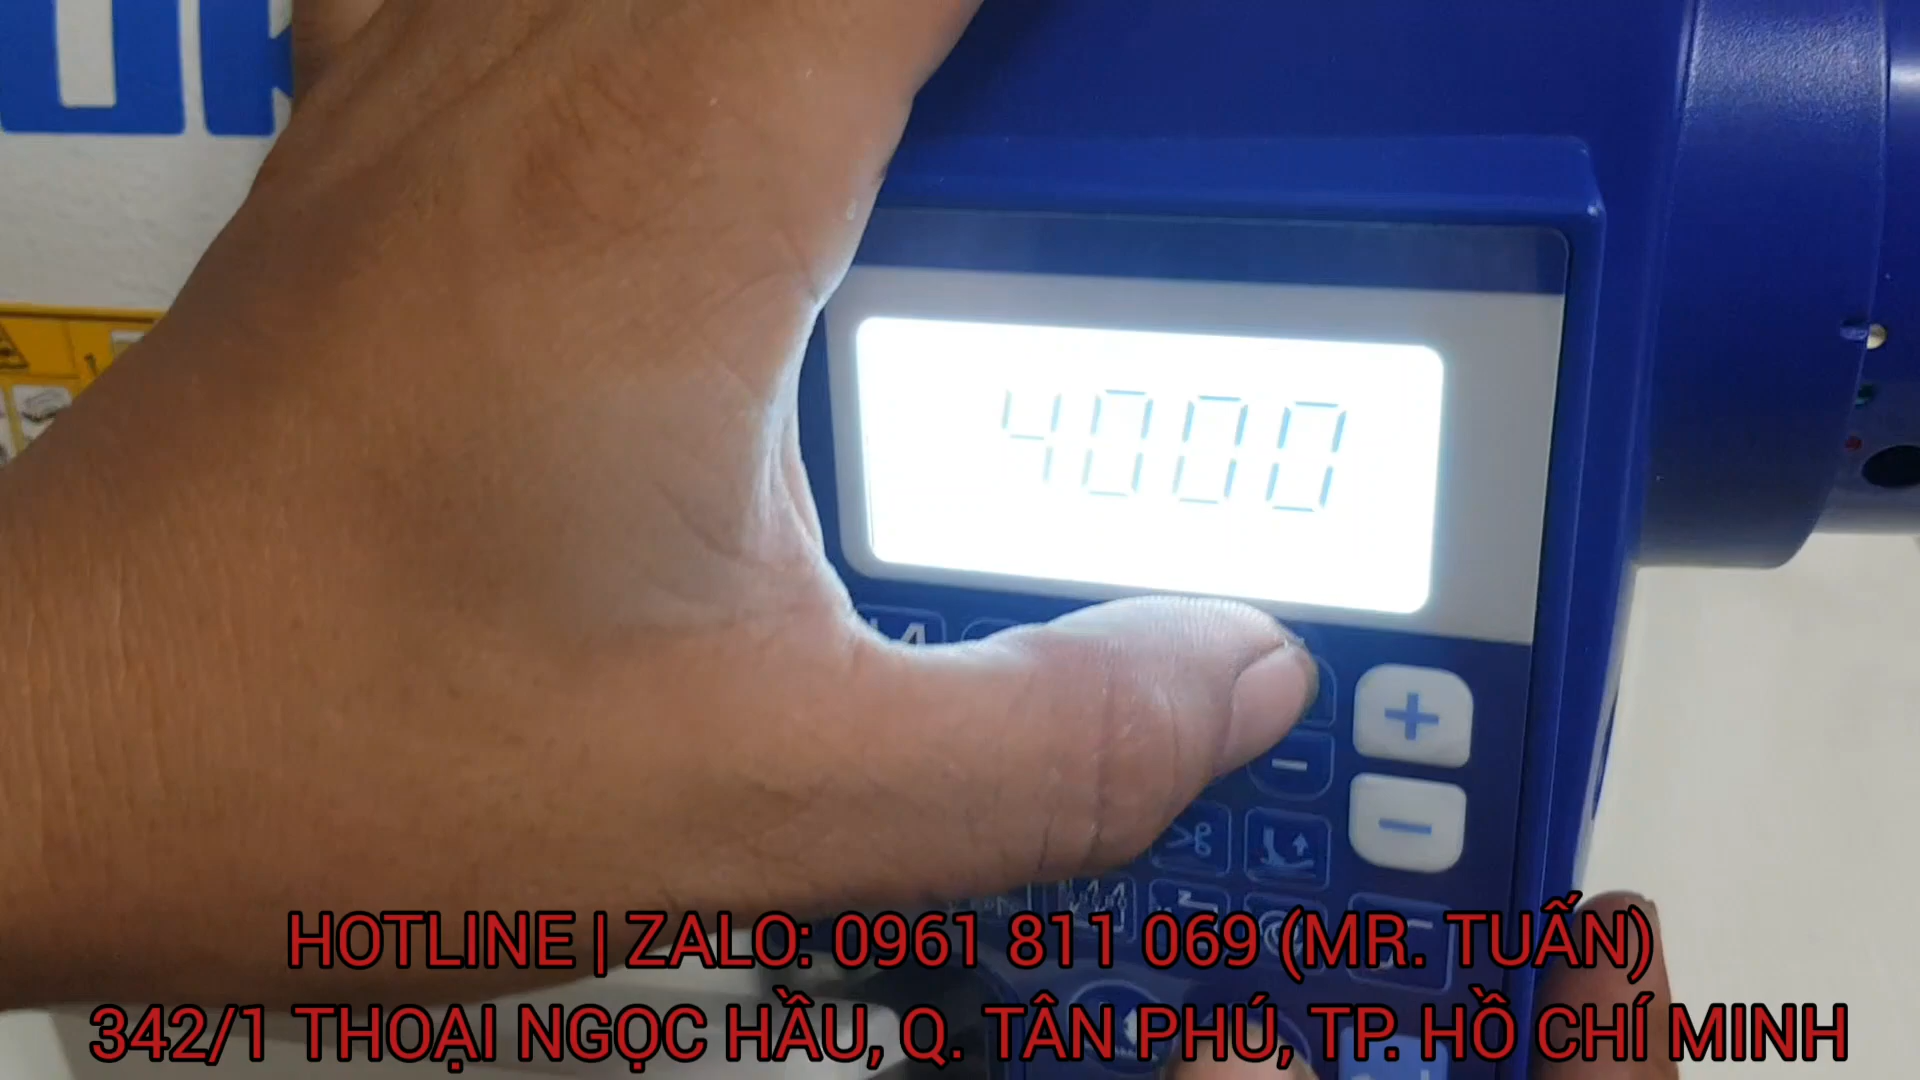 4000
+
−
−
HOTLINE | ZALO: 0961 811 069 (MR. TUẤN)
342/1 THOẠI NGỌC HẦU, Q. TÂN PHÚ, TP. HỒ CHÍ MINH